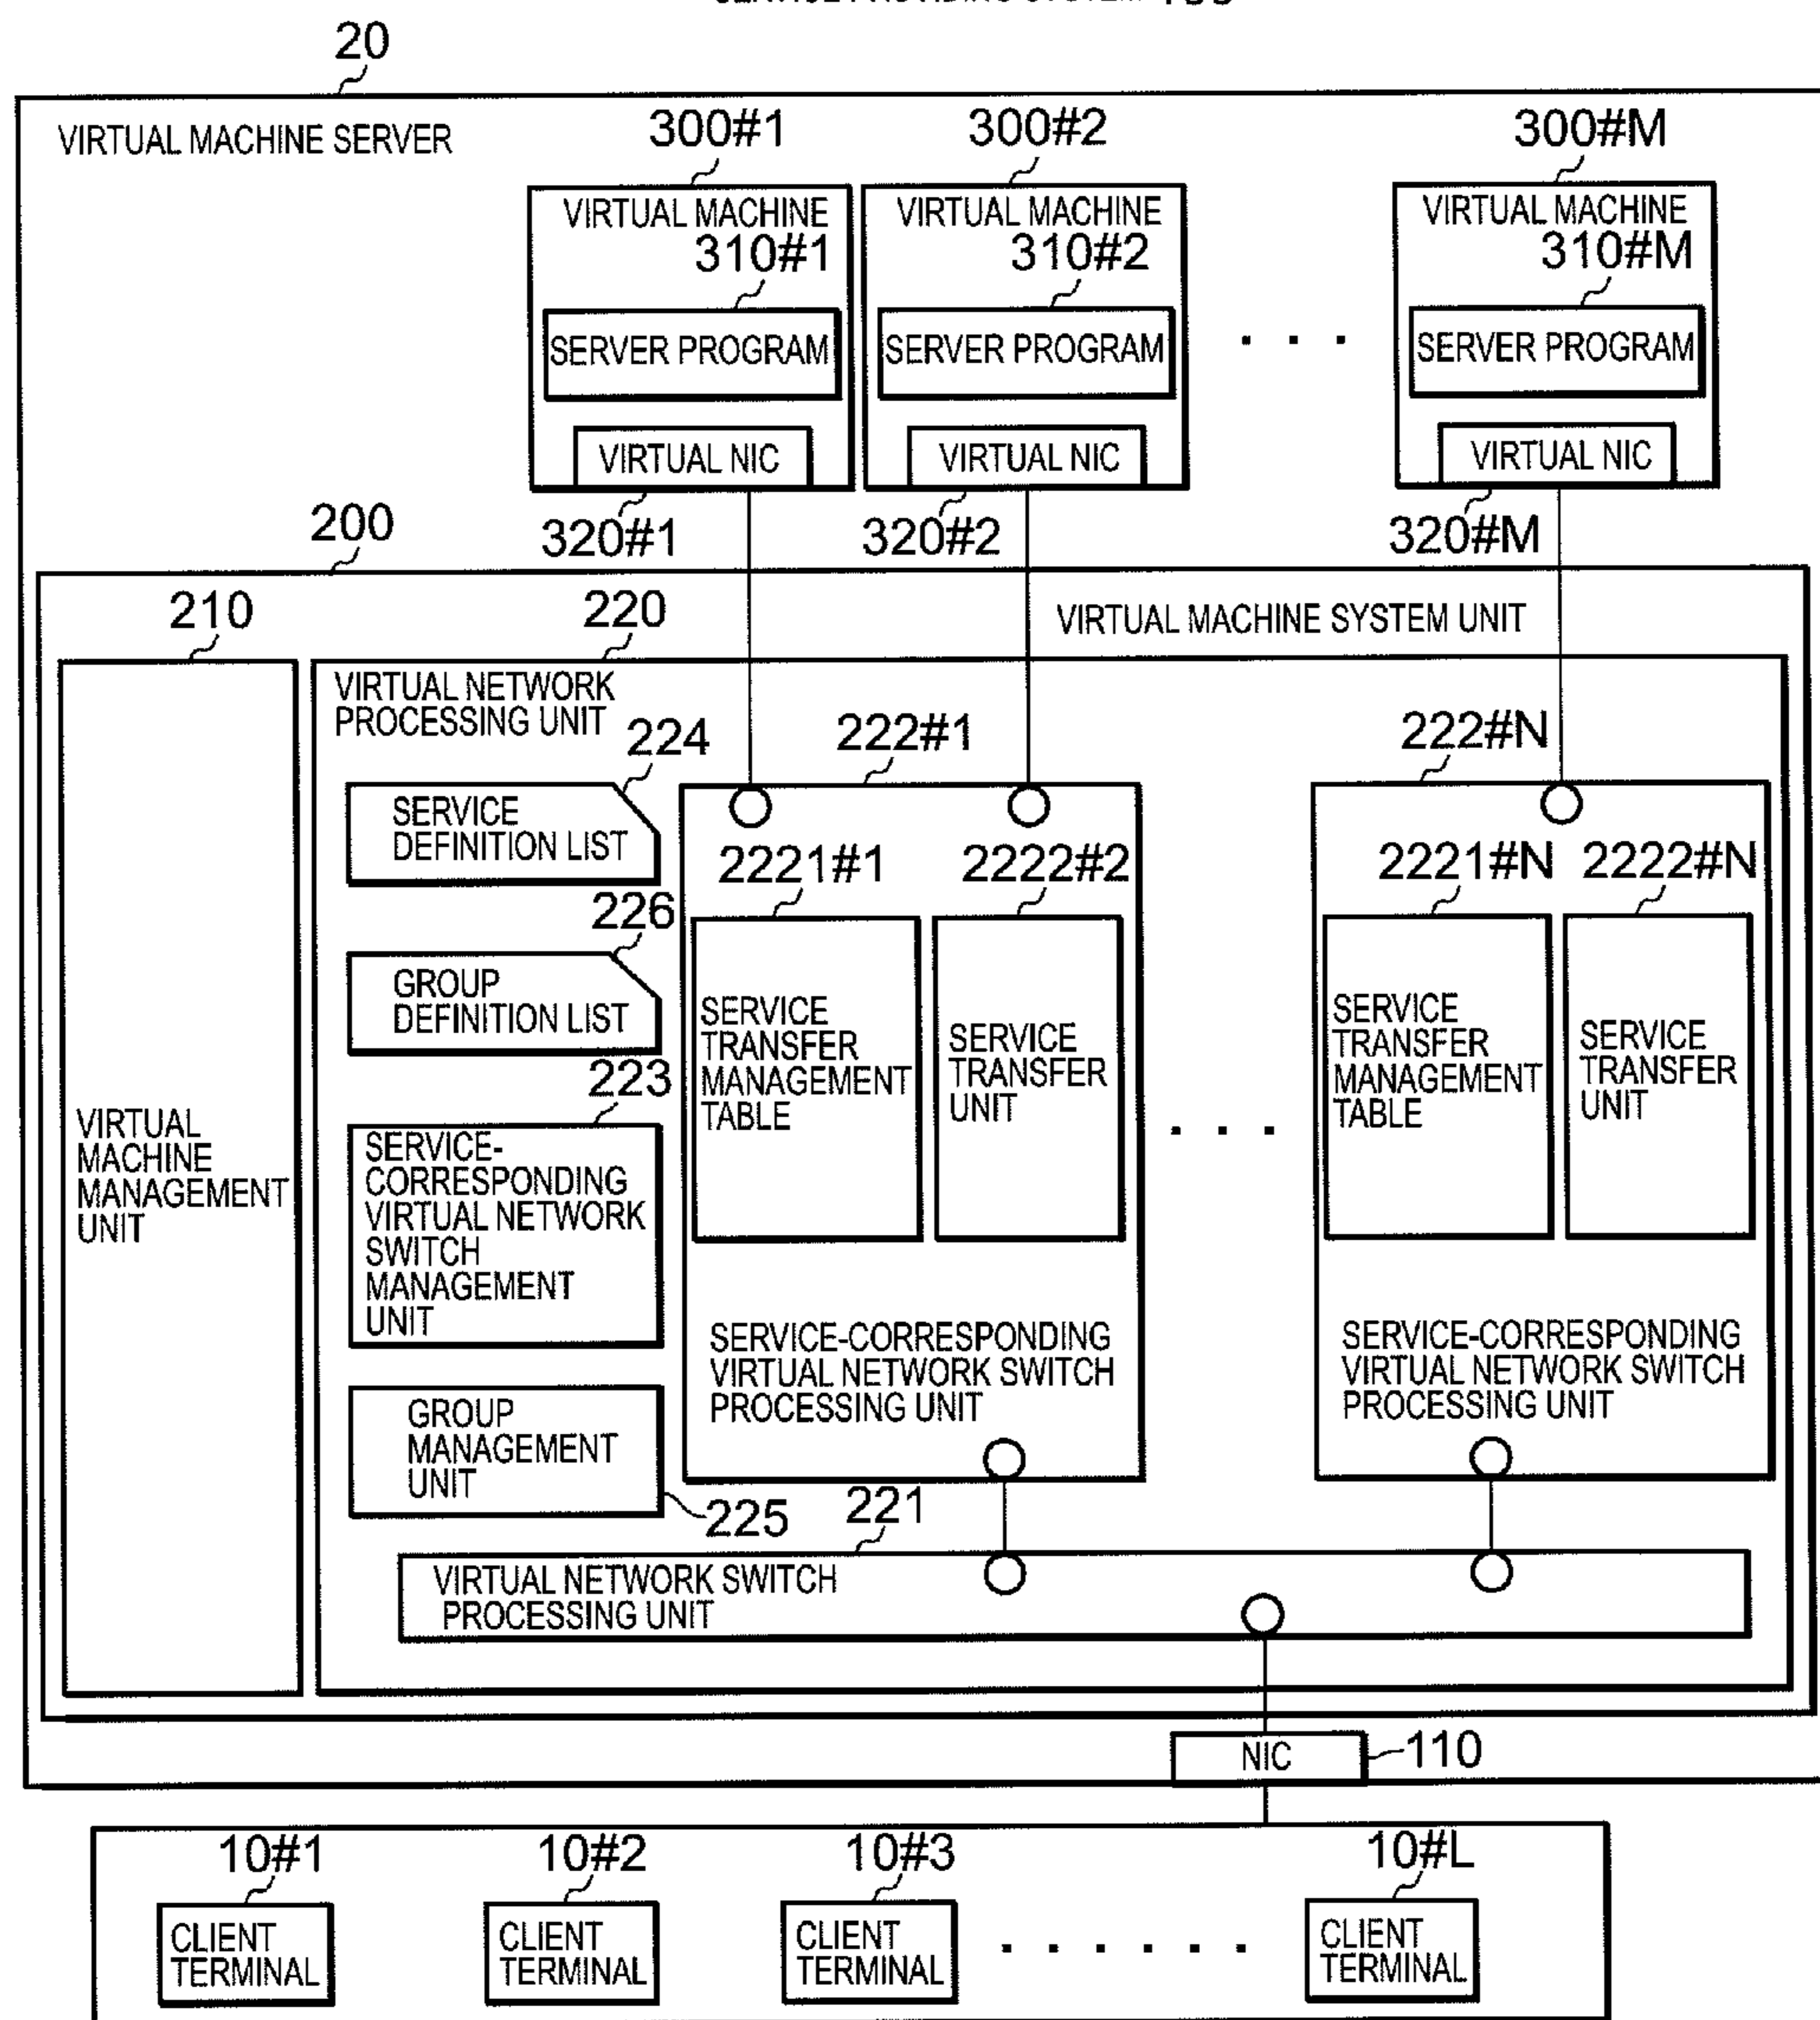 20
VIRTUAL MACHINE SERVER
300#1
300#2
300#M
VIRTUAL MACHINE
VIRTUAL MACHINE
VIRTUAL MACHINE
310#1
310#2
310#M
SERVER PROGRAM
SERVER PROGRAM
. . .
SERVER PROGRAM
VIRTUAL NIC
VIRTUAL NIC
VIRTUAL NIC
320#1
320#2
320#M
200
210
220
VIRTUAL MACHINE SYSTEM UNIT
VIRTUAL
MACHINE
MANAGEMENT
UNIT
VIRTUAL NETWORK
PROCESSING UNIT
224
SERVICE
DEFINITION LIST
226
GROUP
DEFINITION LIST
223
SERVICE-
CORRESPONDING
VIRTUAL NETWORK
SWITCH
MANAGEMENT
UNIT
GROUP
MANAGEMENT
UNIT
225
222#1
2221#1
2222#2
SERVICE
TRANSFER
MANAGEMENT
TABLE
SERVICE
TRANSFER
UNIT
SERVICE-CORRESPONDING
VIRTUAL NETWORK SWITCH
PROCESSING UNIT
. . .
222#N
2221#N
2222#N
SERVICE
TRANSFER
MANAGEMENT
TABLE
SERVICE
TRANSFER
UNIT
SERVICE-CORRESPONDING
VIRTUAL NETWORK SWITCH
PROCESSING UNIT
221
VIRTUAL NETWORK SWITCH
PROCESSING UNIT
NIC
110
10#1
10#2
10#3
10#L
CLIENT
TERMINAL
CLIENT
TERMINAL
CLIENT
TERMINAL
. . . . . .
CLIENT
TERMINAL